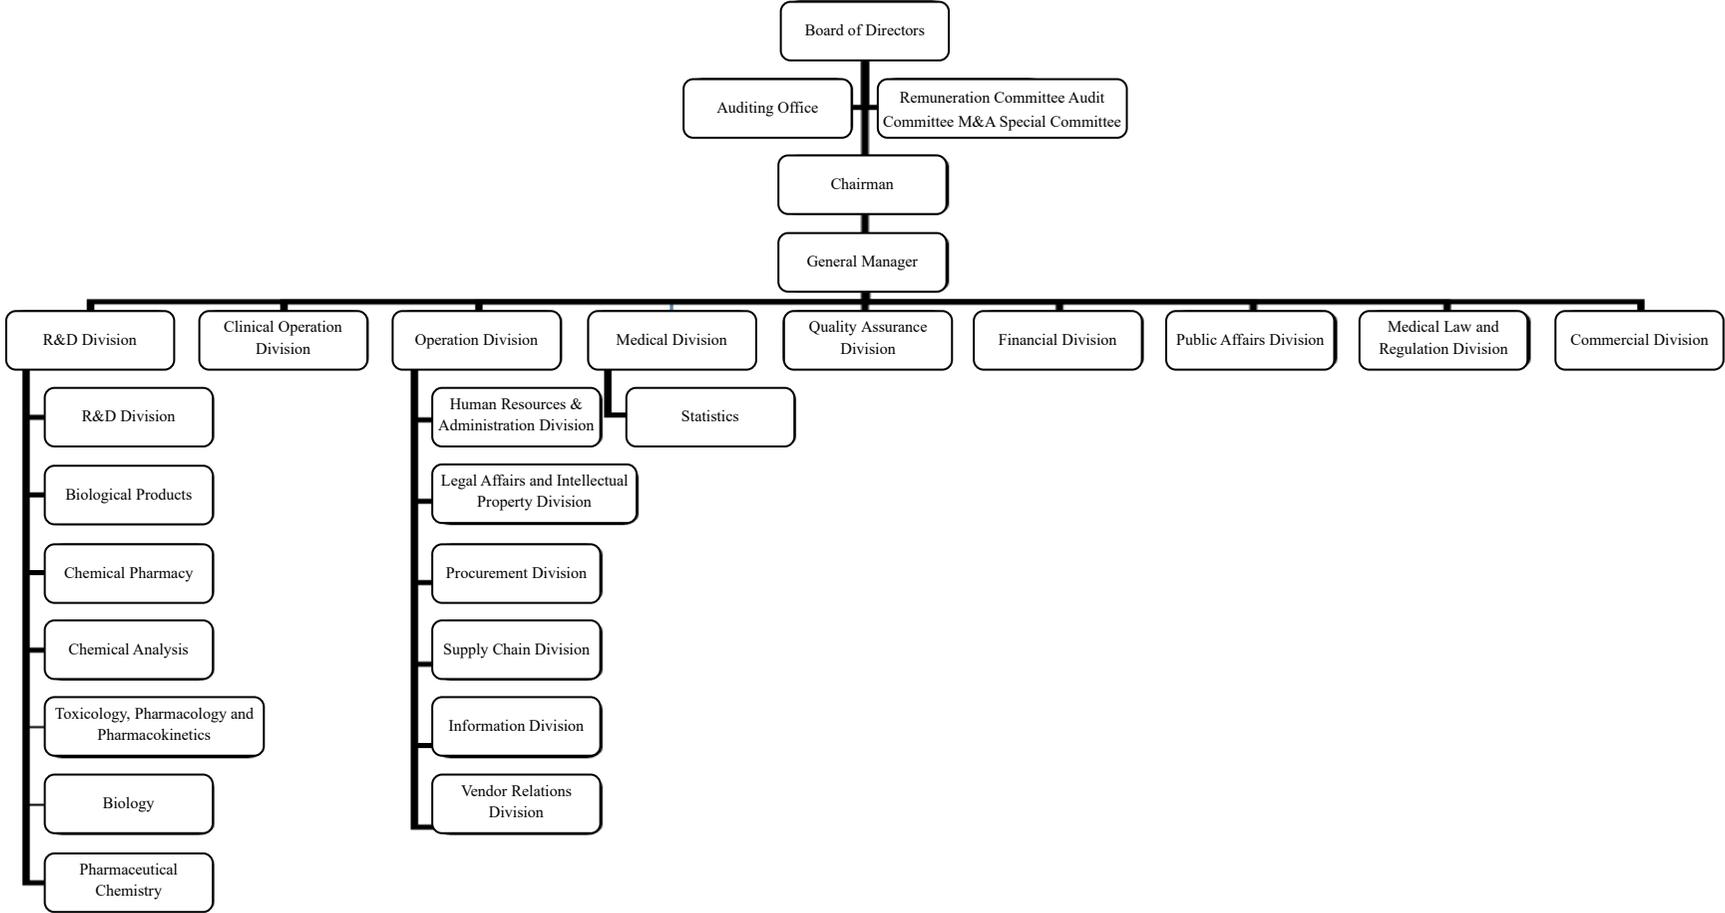 Board of Directors
Auditing Office
Remuneration Committee Audit
Committee M&A Special Committee
Chairman
General Manager
R&D Division
Clinical Operation
Division
Operation Division
Medical Division
Quality Assurance
Division
Financial Division
Public Affairs Division
Medical Law and
Regulation Division
Commercial Division
R&D Division
Biological Products
Chemical Pharmacy
Chemical Analysis
Toxicology, Pharmacology and
Pharmacokinetics
Biology
Pharmaceutical
Chemistry
Human Resources &
Administration Division
Legal Affairs and Intellectual
Property Division
Procurement Division
Supply Chain Division
Information Division
Vendor Relations
Division
Statistics